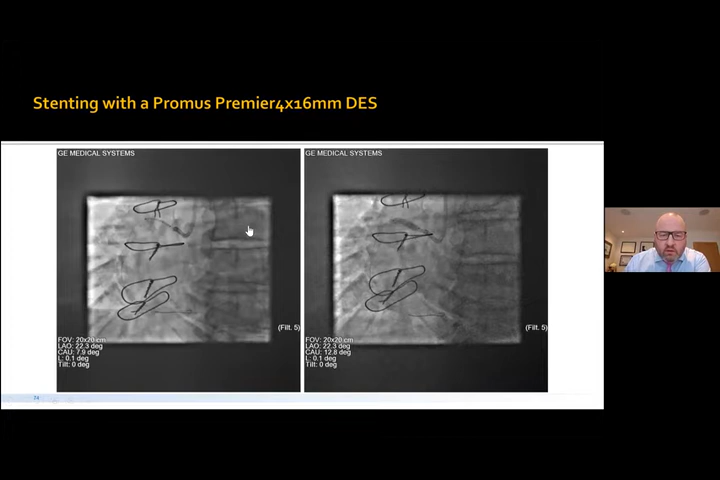 Stenting with a Promus Premier4x16mm DES
GE MEDICAL SYSTEMS
(Filt. 5)
FOV: 20x20 cm
LAO: 22.3 deg
CAU: 7.9 deg
L: 0.1 deg
Tilt: 0 deg
GE MEDICAL SYSTEMS
(Filt. 5)
FOV: 20x20 cm
LAO: 22.3 deg
CAU: 12.8 deg
L: 0.1 deg
Tilt: 0 deg
74